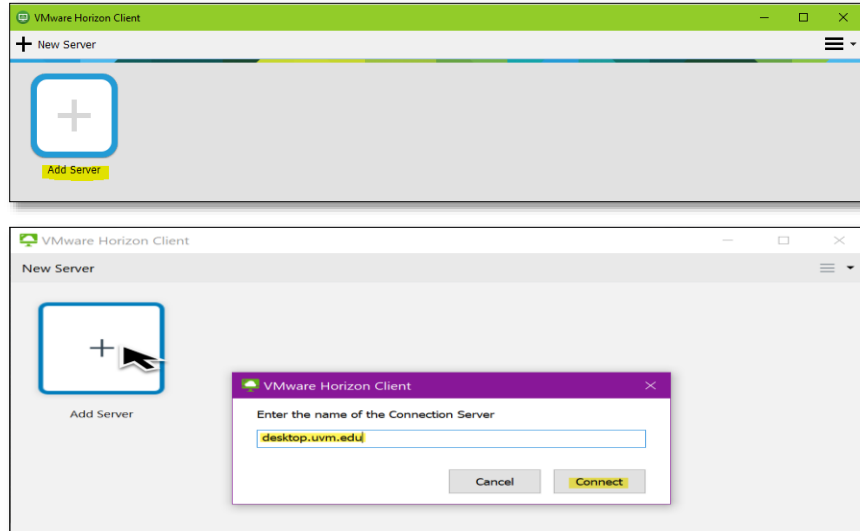 VMware Horizon Client
New Server
Add Server
VMware Horizon Client
New Server
Add Server
VMware Horizon Client
Enter the name of the Connection Server
desktop.uvm.edu
Cancel Connect